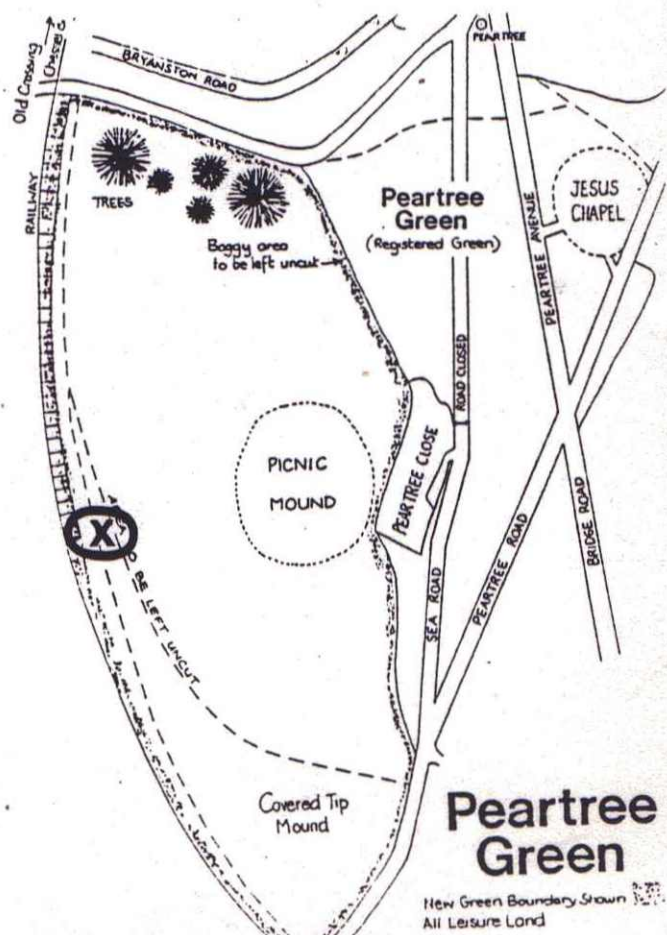 Old Crossing
Chassis
BRYANSTON ROAD
PEARTREE
RAILWAY
TREES
Boggy area
to be left uncut
Peartree
Green
(Registered Green)
PEARTREE AVENUE
JESUS
CHAPEL
ROAD CLOSED
PICNIC
MOUND
PEARTREE CLOSE
X
BE LEFT UNCUT
SEA ROAD
PEARTREE ROAD
BRIDGE ROAD
Covered Tip
Mound
Peartree
Green
New Green Boundary Shown
All Leisure Land